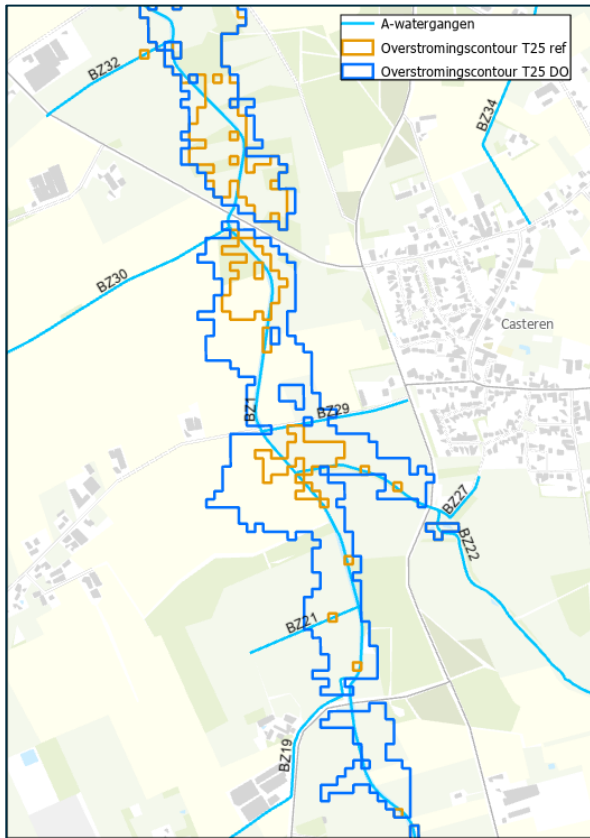 A-watergangen
Overstromingscontour T25 ref
Overstromingscontour T25 DO
BZ32
BZ34
BZ30
Casteren
BZ1
BZ29
BZ27
BZ22
BZ21
BZ19